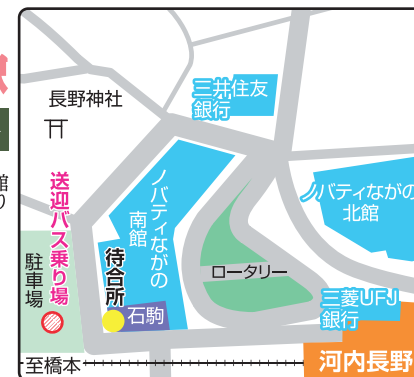 長野神社
三井住友
銀行
送迎バス乗り場
駐車場
待合所
ノバティながの
南館
石駒
ロータリー
ノバティながの
北館
三菱UFJ
銀行
至橋本
河内長野
館
り